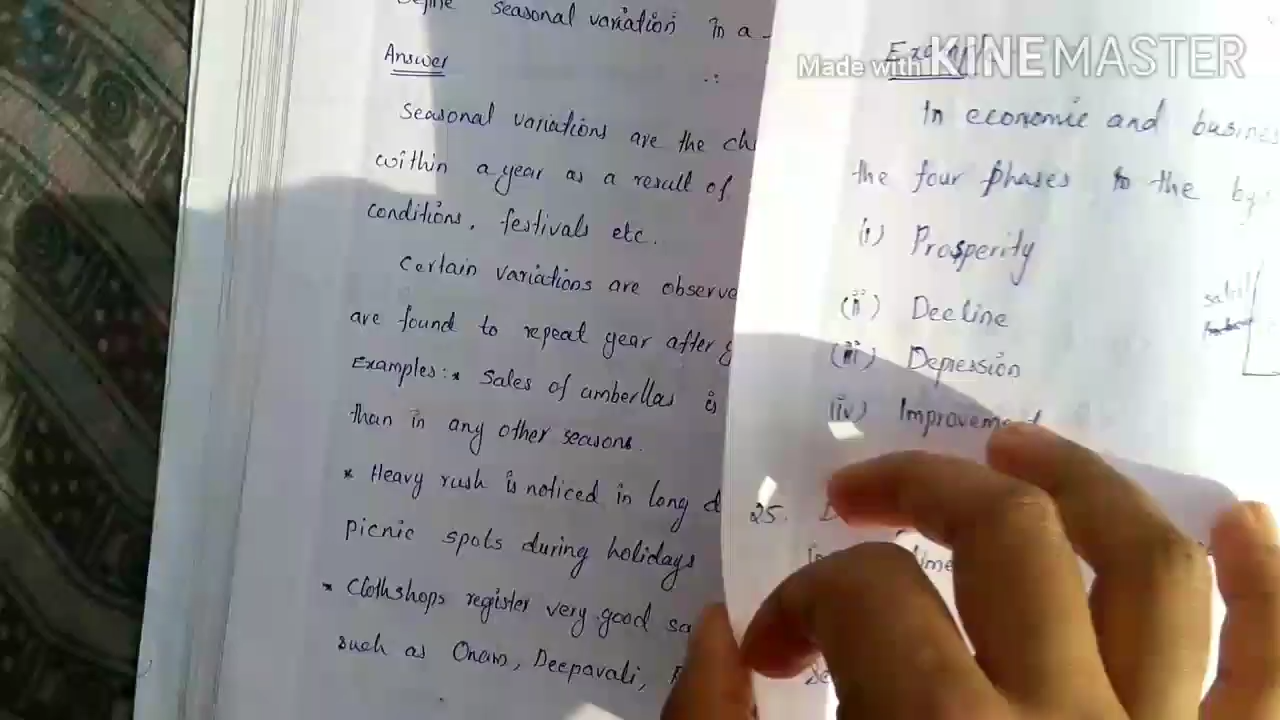 seasonal variation in a
Answer
Seasonal variations are the
within a year as a result of
conditions, festivals etc.
Certain variations are observe
are found to repeat year after
Examples:* Sales of umberllas is
than in any other seasons.
* Heavy rush is noticed in long
picnic spots during holidays
* Clothshops register very good
such as Onam, Deepavali,
Made with KINEMASTER
Example
In economic and busines
the four phases to the
(i) Prosperity
(ii) Decline
(iii) Depression
(iv) Improvement
sales
25.